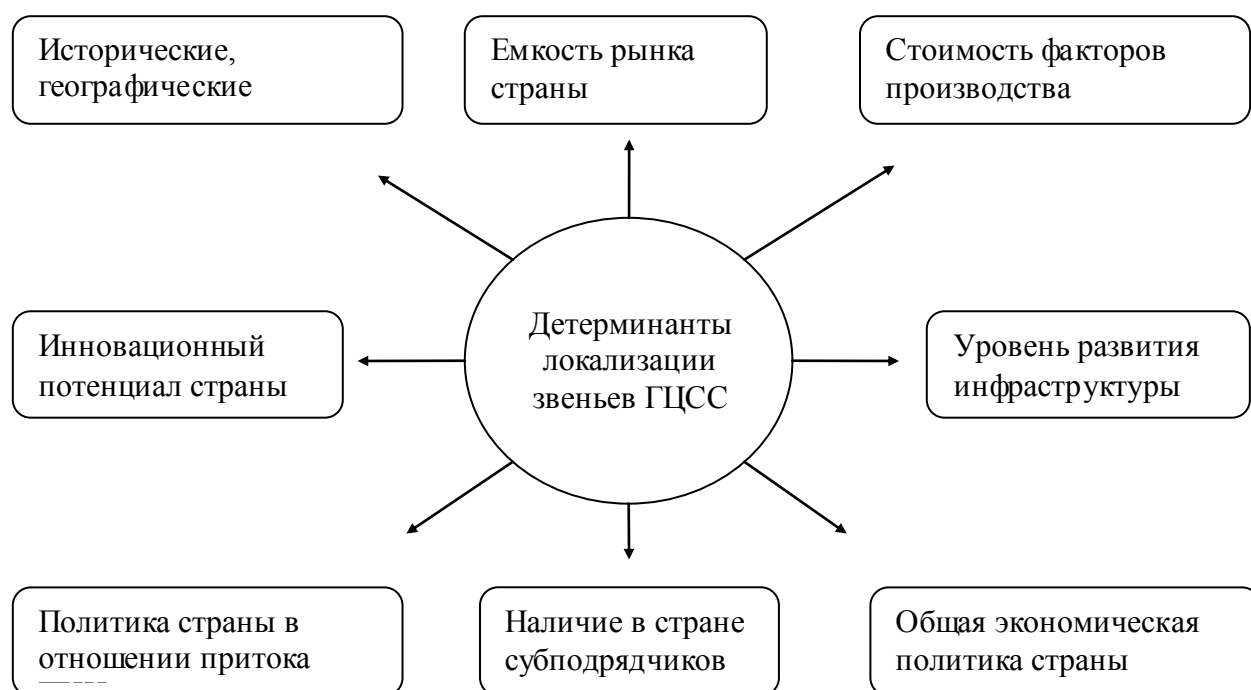 Исторические,
географические
Емкость рынка
страны
Стоимость факторов
производства
Инновационный
потенциал страны
Детерминанты
локализации
звеньев ГЦСС
Уровень развития
инфраструктуры
Политика страны в
отношении притока
Наличие в стране
субподрядчиков
Общая экономическая
политика страны